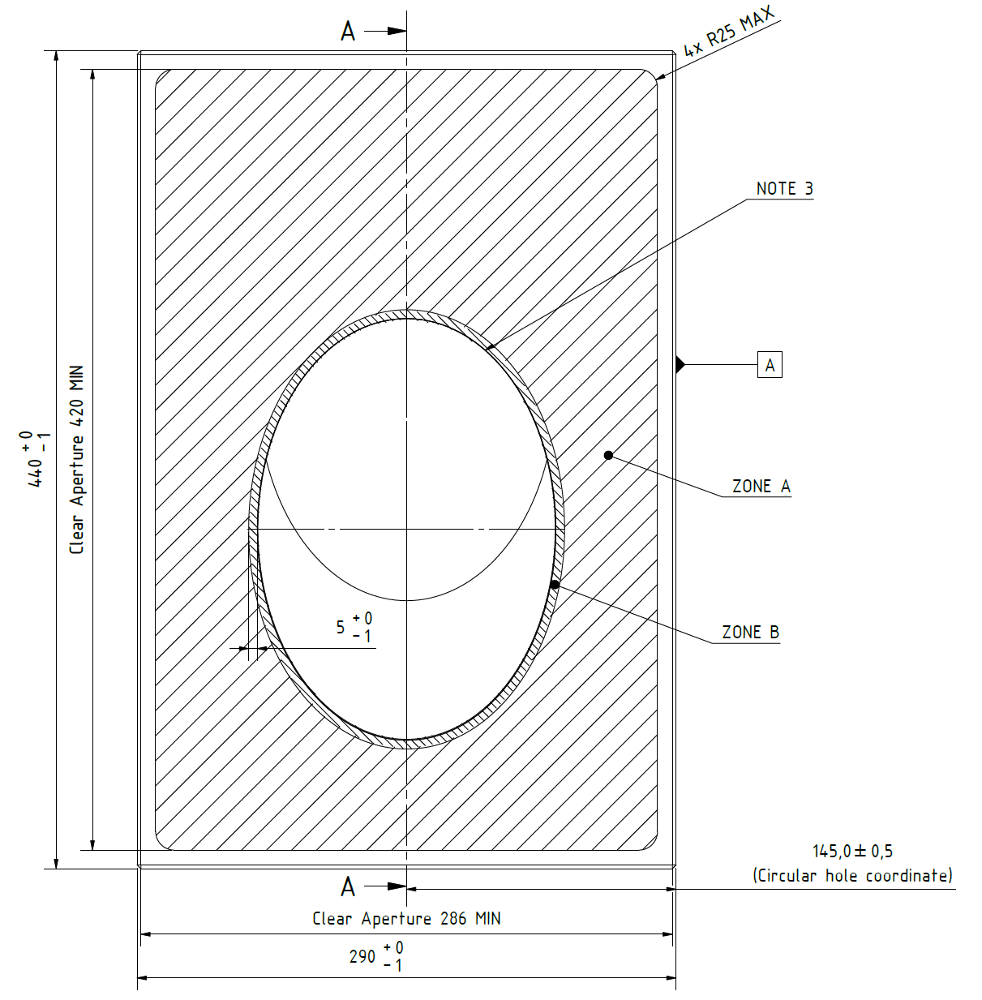 A
4x R25 MAX
NOTE 3
A
440 +0 -1
Clear Aperture 420 MIN
ZONE A
5 +0 -1
ZONE B
145,0± 0,5
(Circular hole coordinate)
A
Clear Aperture 286 MIN
290 +0 -1